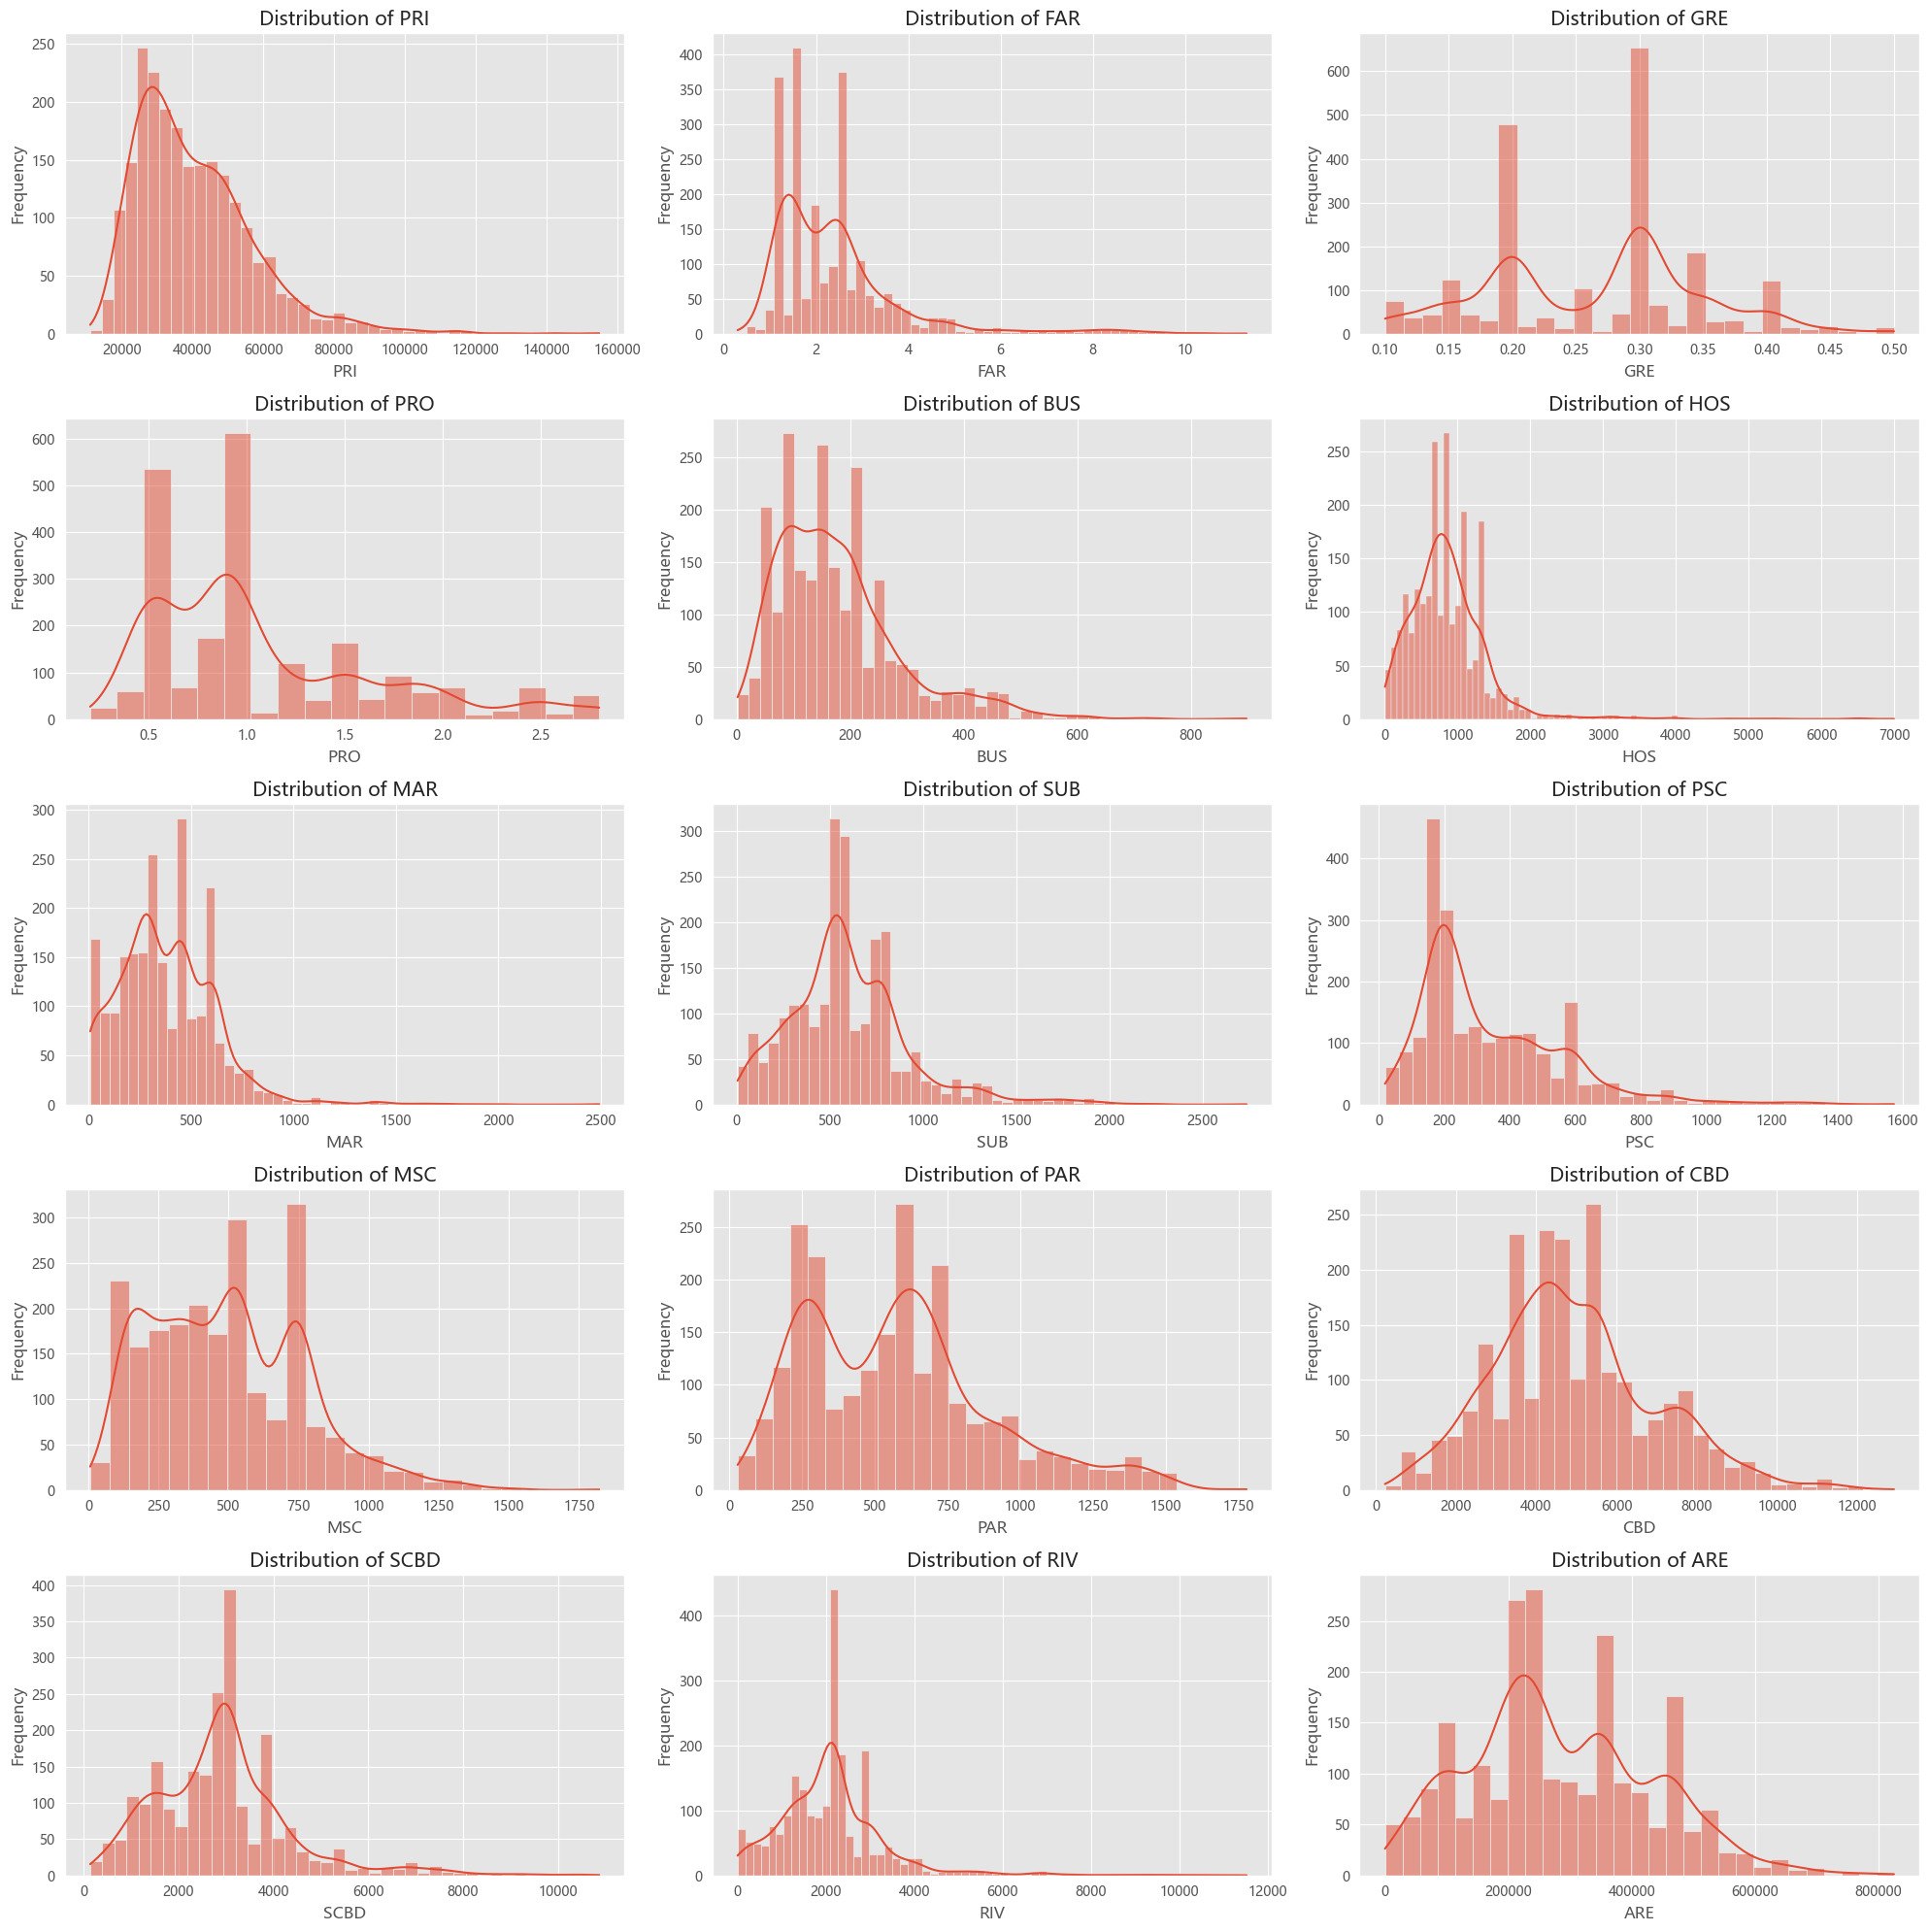 Distribution of PRI
Distribution of FAR
Distribution of GRE
Frequency
250
200
150
100
50
0
20000 40000 60000 80000 100000 120000 140000 160000
PRI
Frequency
400
350
300
250
200
150
100
50
0
0 2 4 6 8 10
FAR
Frequency
600
500
400
300
200
100
0
0.10 0.15 0.20 0.25 0.30 0.35 0.40 0.45 0.50
GRE
Distribution of PRO
Distribution of BUS
Distribution of HOS
Frequency
600
500
400
300
200
100
0
0.5 1.0 1.5 2.0 2.5
PRO
Frequency
250
200
150
100
50
0
0 200 400 600 800
BUS
Frequency
250
200
150
100
50
0
0 1000 2000 3000 4000 5000 6000 7000
HOS
Distribution of MAR
Distribution of SUB
Distribution of PSC
Frequency
300
250
200
150
100
50
0
0 500 1000 1500 2000 2500
MAR
Frequency
300
250
200
150
100
50
0
0 500 1000 1500 2000 2500
SUB
Frequency
400
300
200
100
0
0 200 400 600 800 1000 1200 1400 1600
PSC
Distribution of MSC
Distribution of PAR
Distribution of CBD
Frequency
300
250
200
150
100
50
0
0 250 500 750 1000 1250 1500 1750
MSC
Frequency
250
200
150
100
50
0
0 250 500 750 1000 1250 1500 1750
PAR
Frequency
250
200
150
100
50
0
0 2000 4000 6000 8000 10000 12000
CBD
Distribution of SCBD
Distribution of RIV
Distribution of ARE
Frequency
400
350
300
250
200
150
100
50
0
0 2000 4000 6000 8000 10000
SCBD
Frequency
400
300
200
100
0
0 2000 4000 6000 8000 10000 12000
RIV
Frequency
250
200
150
100
50
0
0 200000 400000 600000 800000
ARE